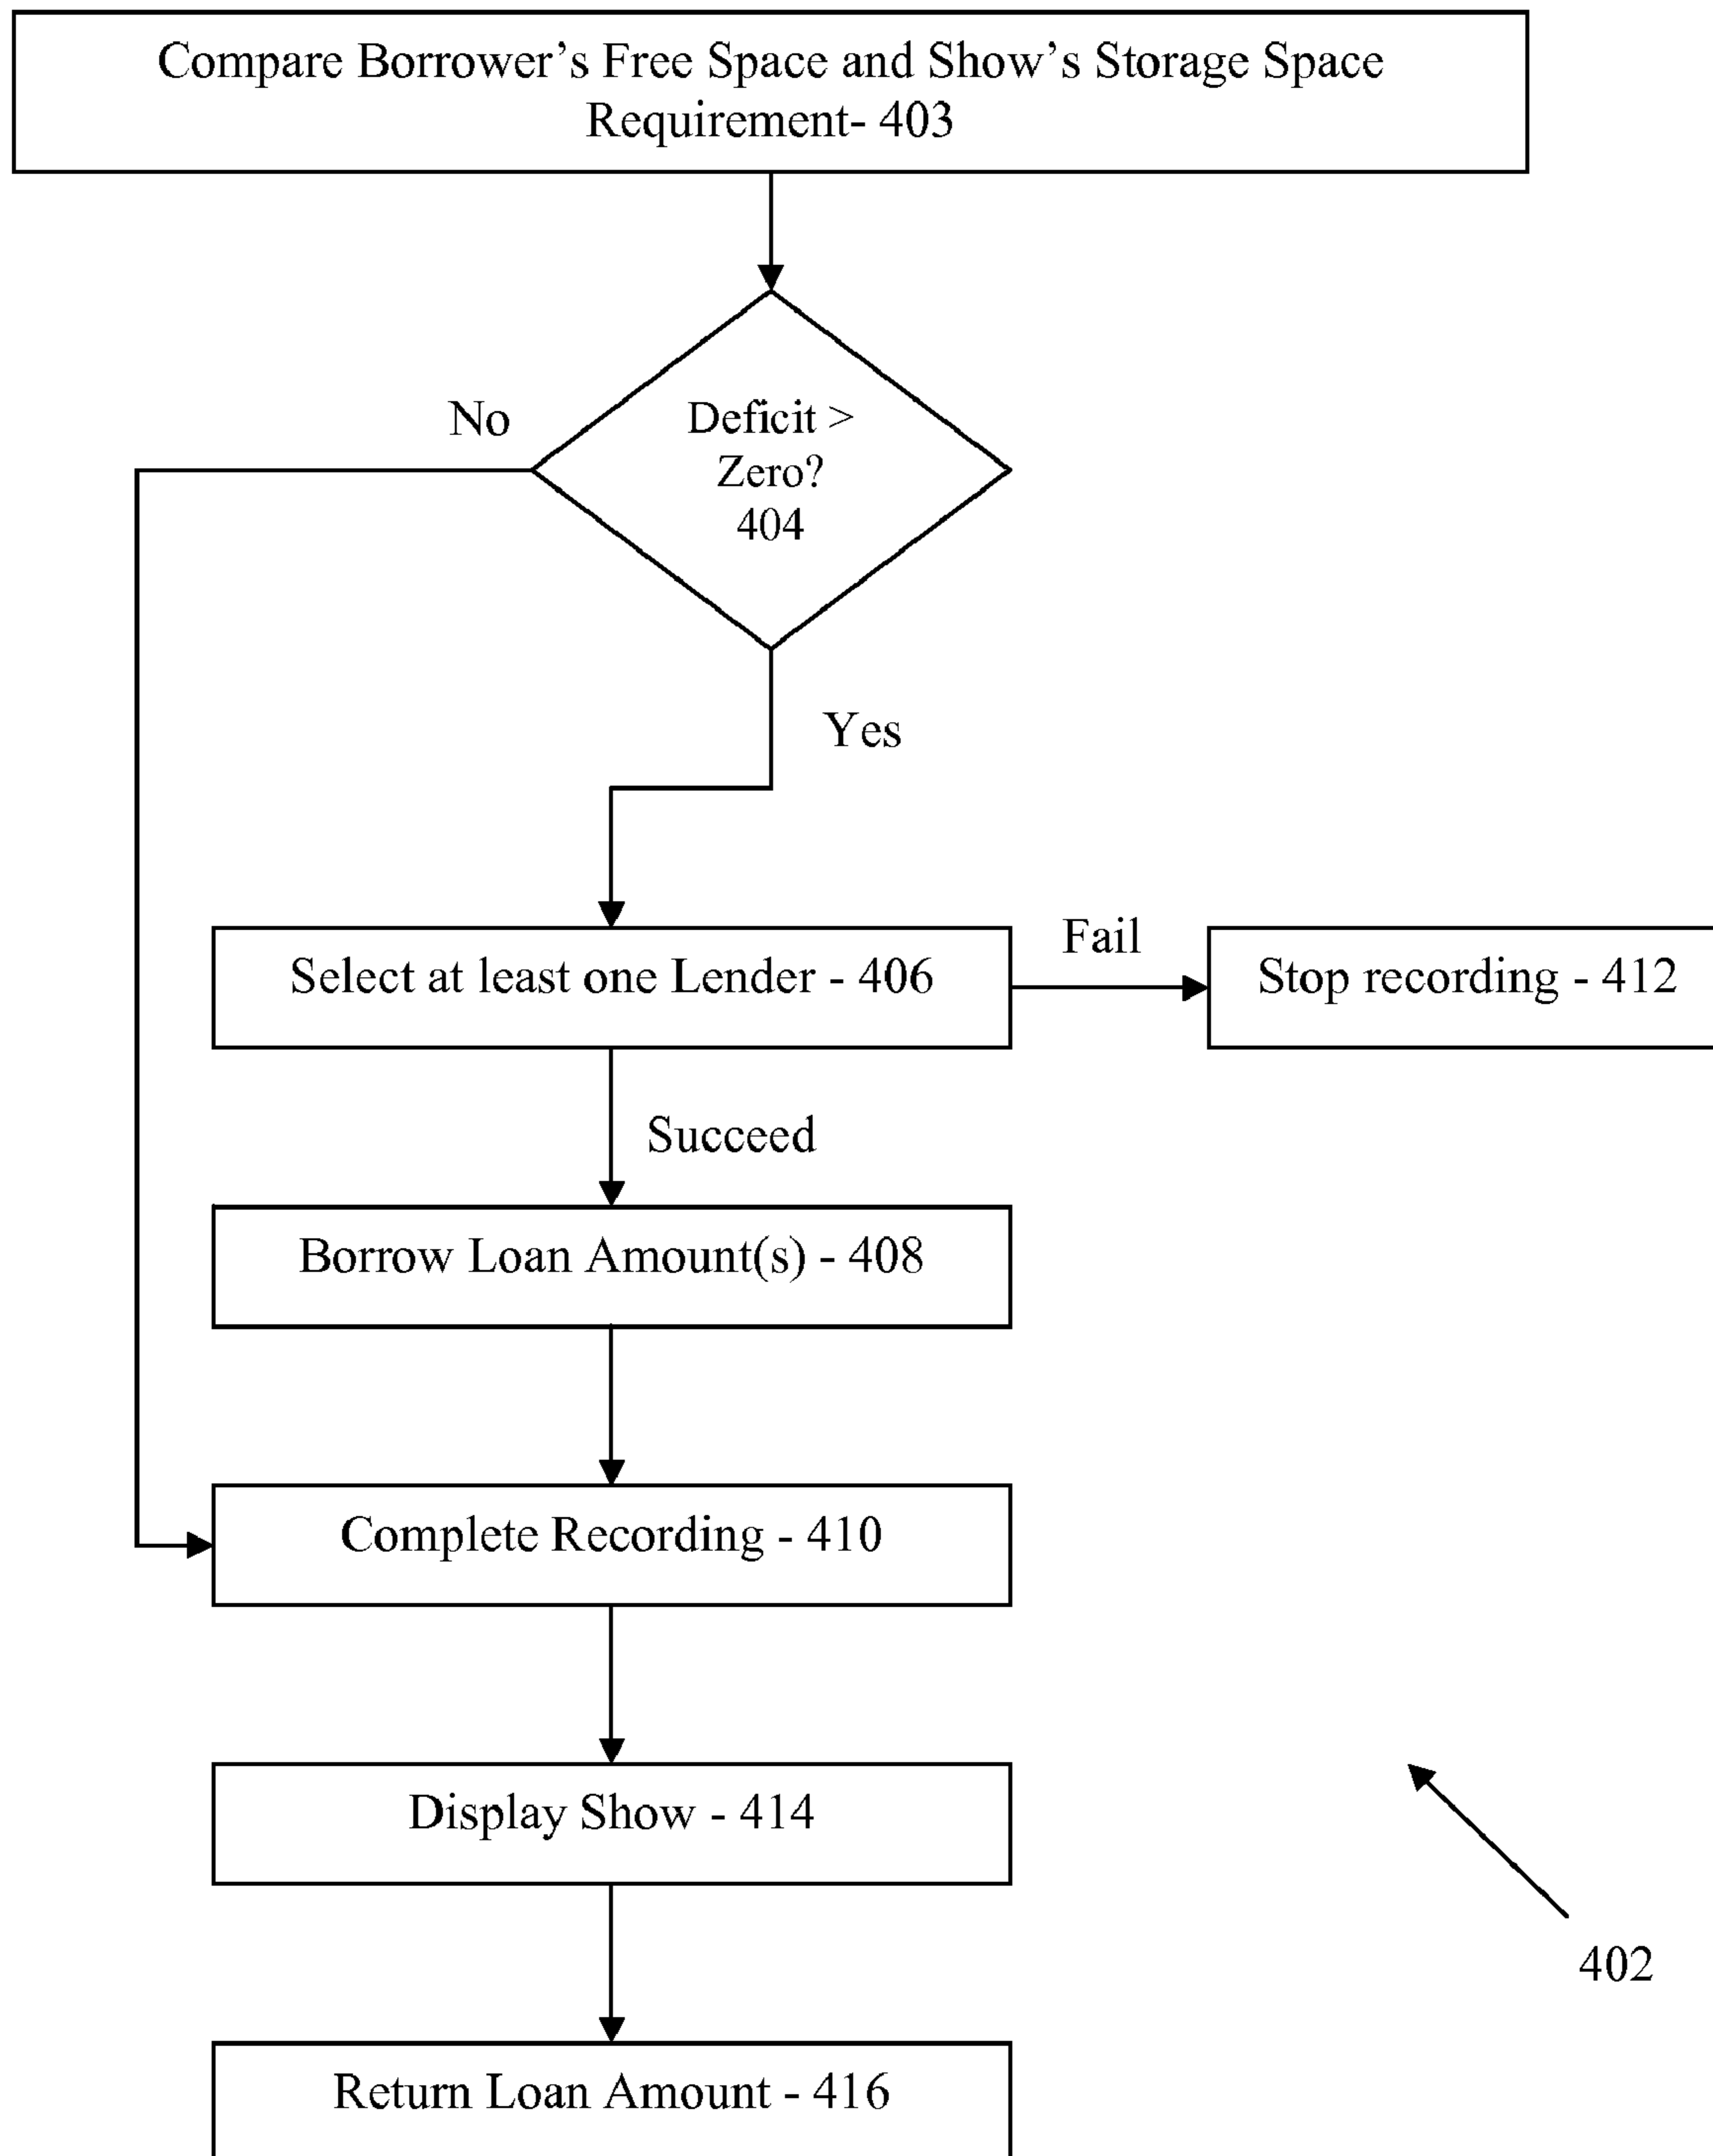 Compare Borrower’s Free Space and Show’s Storage Space
Requirement- 403
No
Deficit >
Zero?
404
Yes
Select at least one Lender - 406
Fail
Stop recording - 412
Succeed
Borrow Loan Amount(s) - 408
Complete Recording - 410
Display Show - 414
402
Return Loan Amount - 416